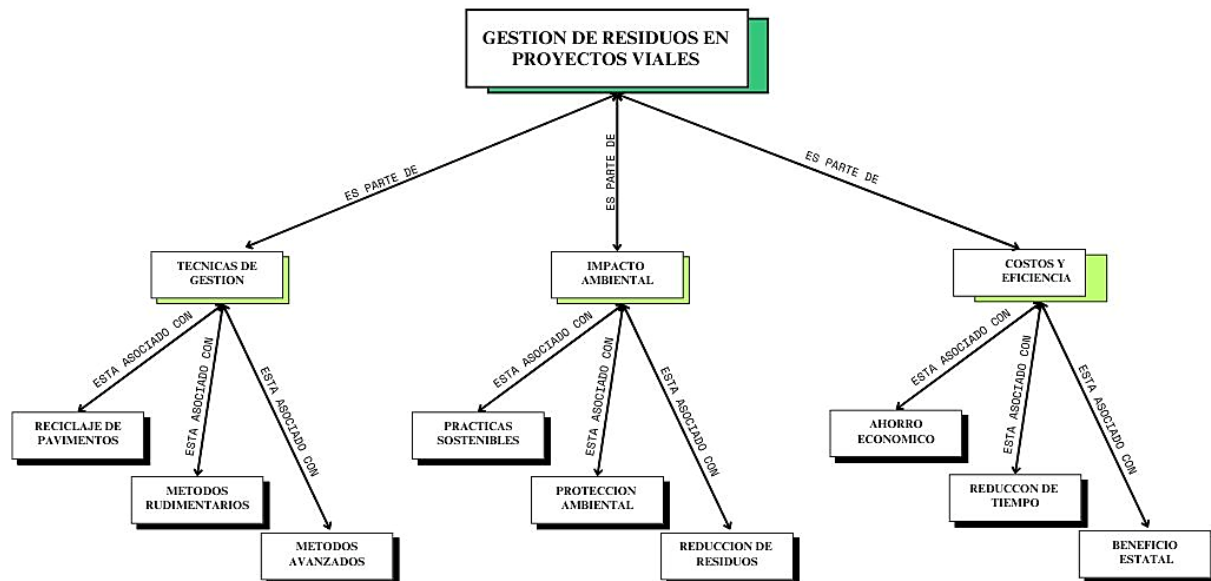 GESTION DE RESIDUOS EN
PROYECTOS VIALES
ES PARTE DE
ES PARTE DE
ES PARTE DE
TECNICAS DE
GESTION
IMPACTO
AMBIENTAL
COSTOS Y
EFICIENCIA
ESTA ASOCIADO CON
ESTA ASOCIADO CON
ESTA ASOCIADO CON
ESTA ASOCIADO CON
ESTA ASOCIADO CON
ESTA ASOCIADO CON
ESTA ASOCIADO CON
ESTA ASOCIADO CON
ESTA ASOCIADO CON
RECICLAJE DE
PAVIMENTOS
METODOS
RUDIMENTARIOS
METODOS
AVANZADOS
PRACTICAS
SOSTENIBLES
PROTECCION
AMBIENTAL
REDUCCION DE
RESIDUOS
AHORRO
ECONOMICO
REDUCCON DE
TIEMPO
BENEFICIO
ESTATAL